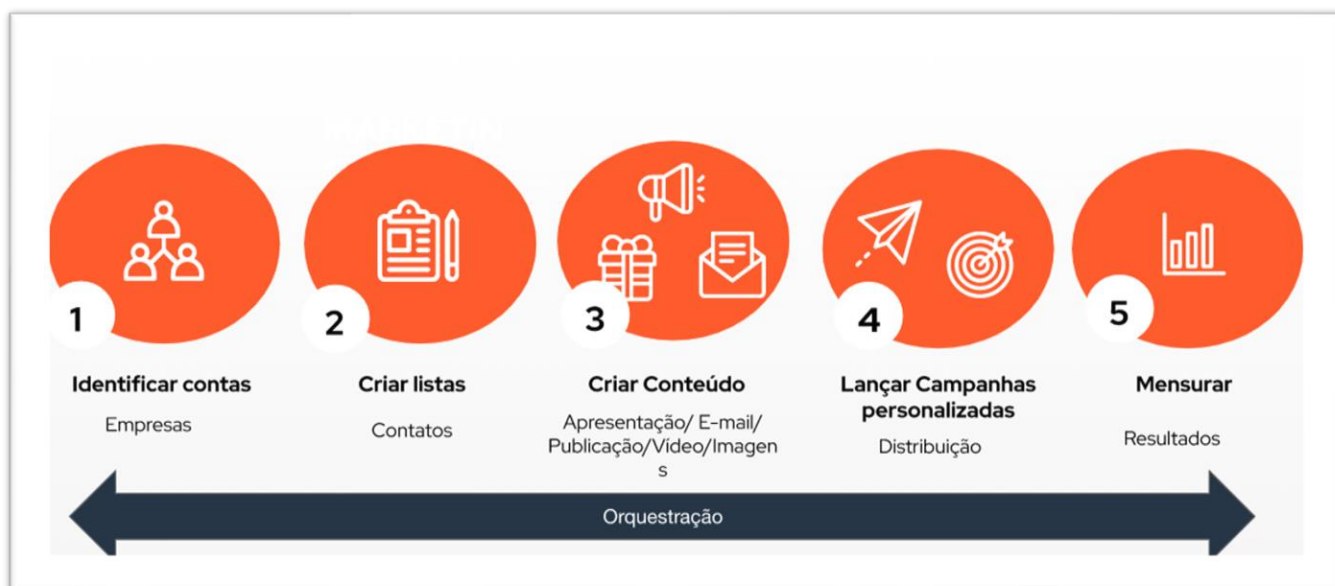 1
Identificar contas
Empresas
2
Criar listas
Contatos
3
Criar Conteúdo
Apresentação/ E-mail/
Publicação/Vídeo/Imagen
s
4
Lançar Campanhas
personalizadas
Distribuição
5
Mensurar
Resultados
Orquestração